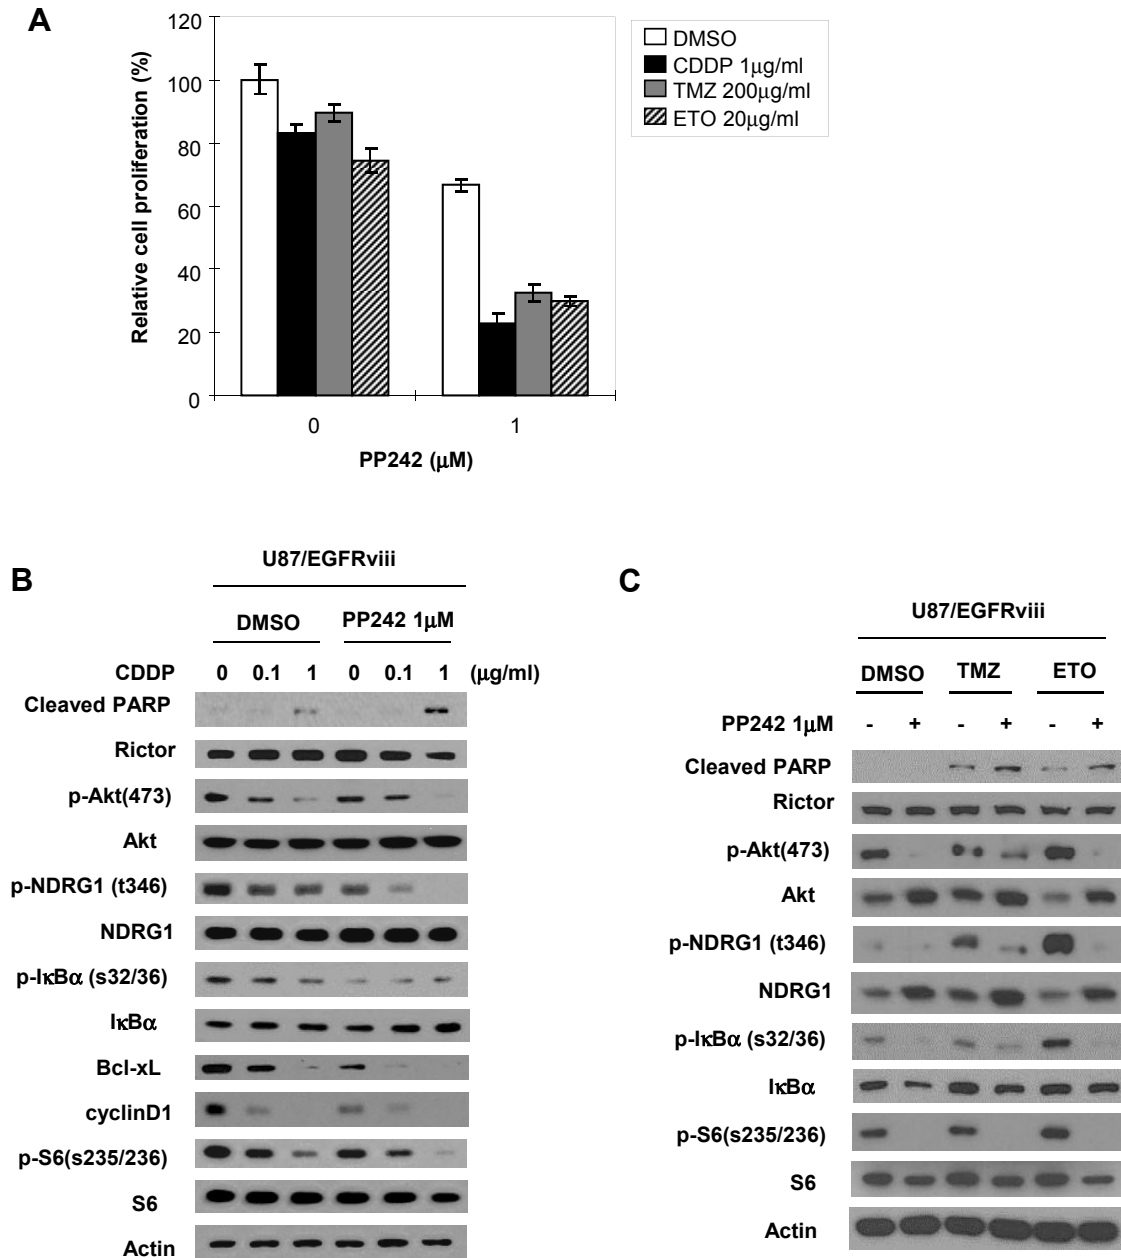 A
Relative cell proliferation (%)
120
100
80
60
40
20
0
0
1
PP242 (μM)
DMSO
CDDP 1μg/ml
TMZ 200μg/ml
ETO 20μg/ml
B
U87/EGFRviii
DMSO PP242 1μM
CDDP 0 0.1 1 0 0.1 1 (μg/ml)
Cleaved PARP
Rictor
p-Akt(473)
Akt
p-NDRG1 (t346)
NDRG1
p-IκBα (s32/36)
IκBα
Bcl-xL
cyclinD1
p-S6(s235/236)
S6
Actin
C
U87/EGFRviii
DMSO TMZ ETO
PP242 1μM - + - + - +
Cleaved PARP
Rictor
p-Akt(473)
Akt
p-NDRG1 (t346)
NDRG1
p-IκBα (s32/36)
IκBα
p-S6(s235/236)
S6
Actin